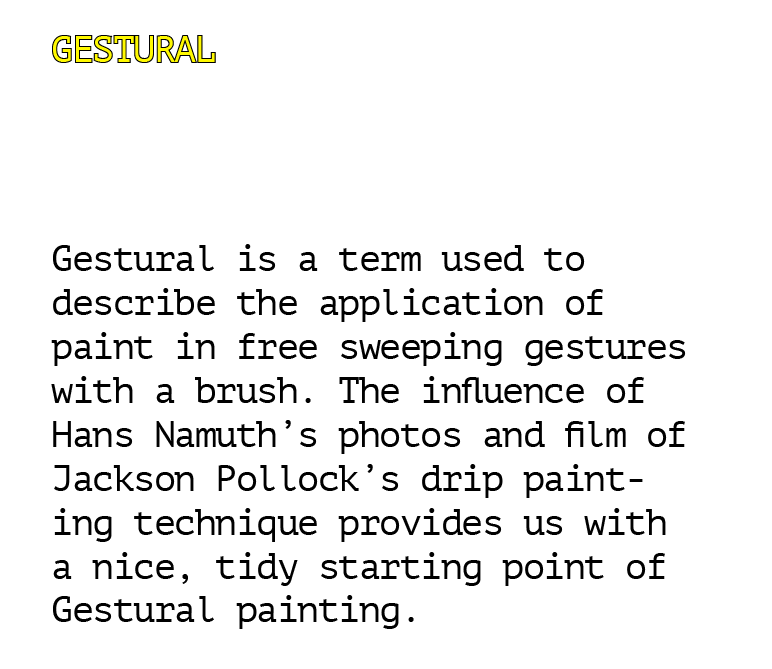 GESTURAL
Gestural is a term used to
describe the application of
paint in free sweeping gestures
with a brush. The influence of
Hans Namuth’s photos and film of
Jackson Pollock’s drip paint-
ing technique provides us with
a nice, tidy starting point of
Gestural painting.